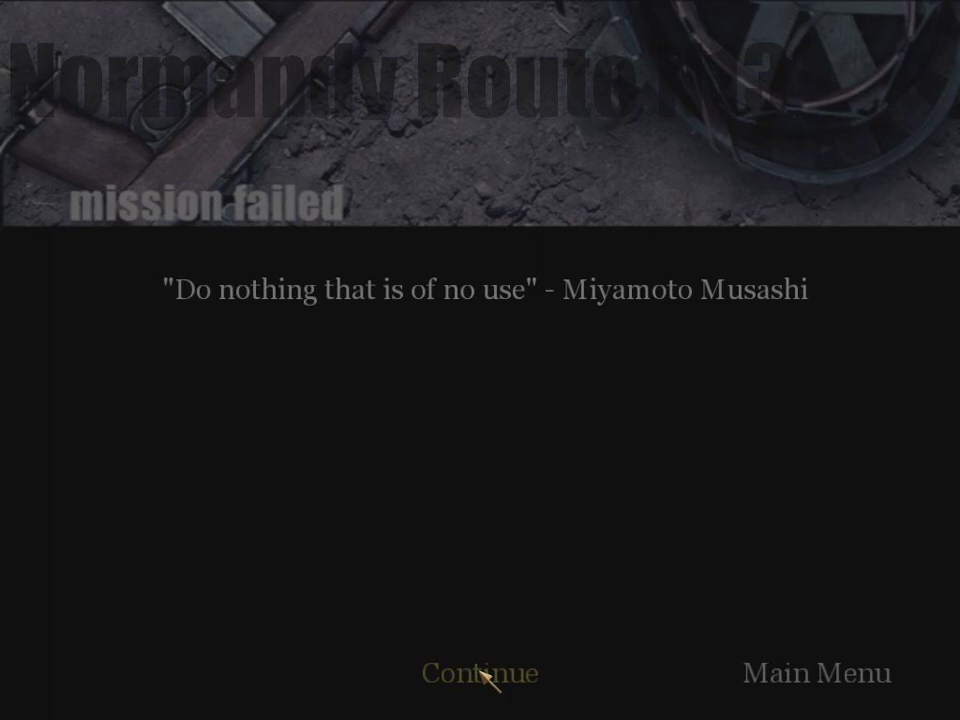 Normandy Route
mission failed
"Do nothing that is of no use" - Miyamoto Musashi
Continue
Main Menu